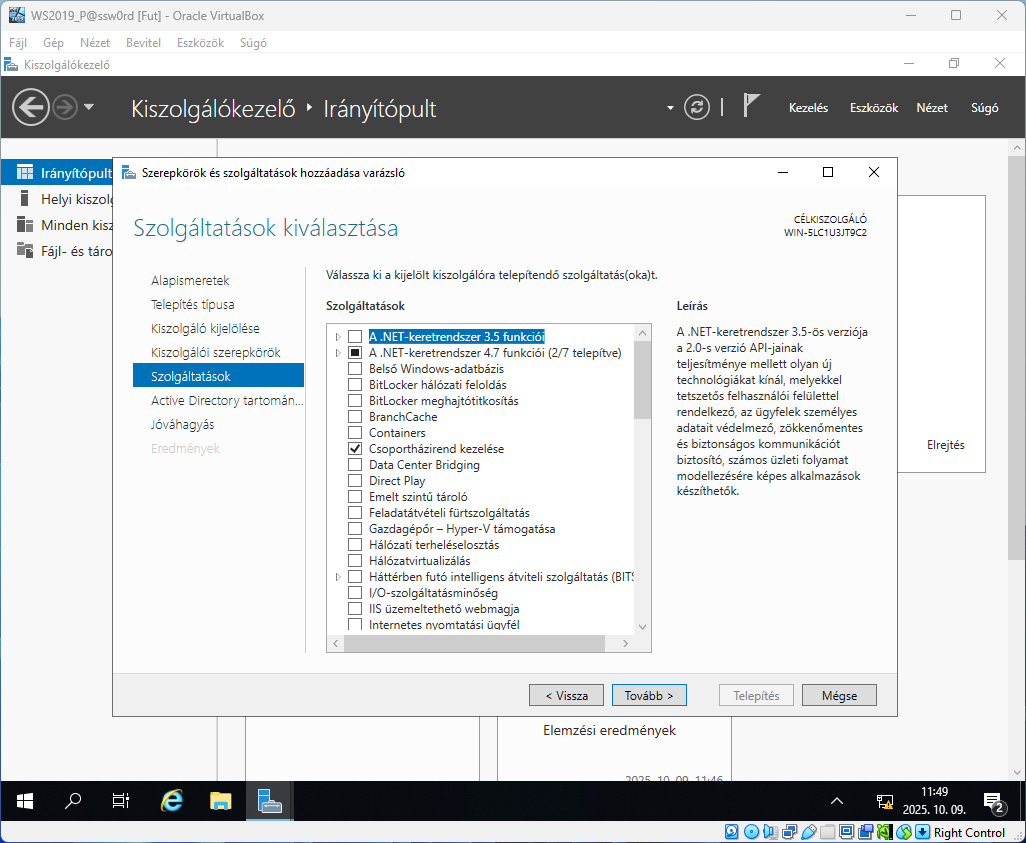 WS2019_P@ssw0rd [Fut] - Oracle VirtualBox
Fájl Gép Nézet Bevitel Eszközök Súgó
Kiszolgálókezelő
Kiszolgálókezelő Irányítópult
Kezelés Eszközök Nézet Súgó
Irányítópult
Helyi kiszolg
Minden kisz
Fájl- és táro
Szerepkörök és szolgáltatások hozzáadása varázsló
Szolgáltatások kiválasztása
CÉLKISZOLGÁLÓ
WIN-5LC1U3JT9C2
Alapismeretek
Telepítés típusa
Kiszolgáló kijelölése
Kiszolgálói szerepkörök
Szolgáltatások
Active Directory tartomán...
Jóváhagyás
Eredmények
Válassza ki a kijelölt kiszolgálóra telepítendő szolgáltatás(oka)t.
Szolgáltatások
A .NET-keretrendszer 3.5 funkciói
A .NET-keretrendszer 4.7 funkciói (2/7 telepítve)
Belső Windows-adatbázis
BitLocker hálózati feloldás
BitLocker meghajtótitkosítás
BranchCache
Containers
Csoportházirend kezelése
Data Center Bridging
Direct Play
Emelt szintű tároló
Feladatátvételi fürtszolgáltatás
Gazdagépőr – Hyper-V támogatása
Hálózati terheléselosztás
Hálózatvirtualizálás
Háttérben futó intelligens átviteli szolgáltatás (BITS
I/O-szolgáltatásminőség
IIS üzemeltethető webmagja
Internetes nyomtatási ügyfél
Leírás
A .NET-keretrendszer 3.5-ös verziója
a 2.0-s verzió API-jainak
teljesítménye mellett olyan új
technológiákat kínál, melyekkel
tetszetős felhasználói felülettel
rendelkező, az ügyfelek személyes
adatait védelmező, zökkenőmentes
és biztonságos kommunikációt
biztosító, számos üzleti folyamat
modellezésére képes alkalmazások
készíthetők.
Elrejtés
< Vissza Tovább > Telepítés Mégse
Elemzési eredmények
2025. 10. 09. 11:46
11:49
2025. 10. 09.
2
Right Control